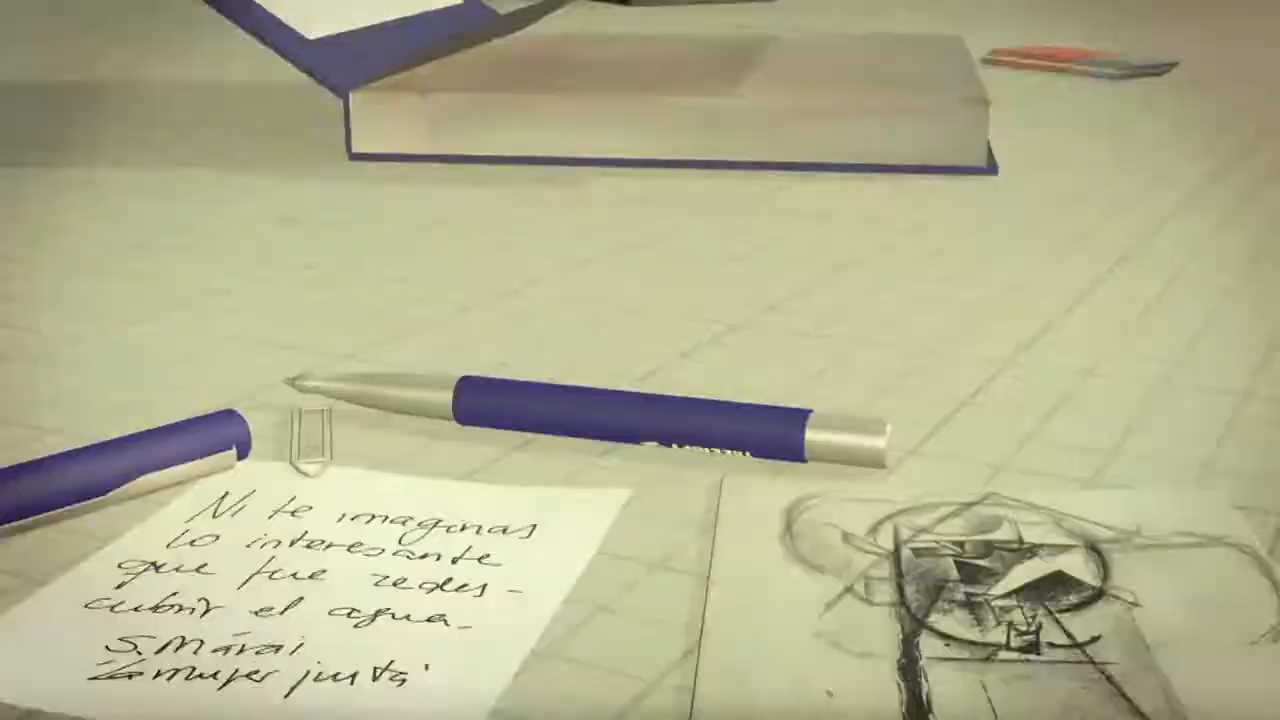 Ni te imaginas
lo interesante
que fue redes-
cubrir el agua.
S. Márai
"La mujer justa"